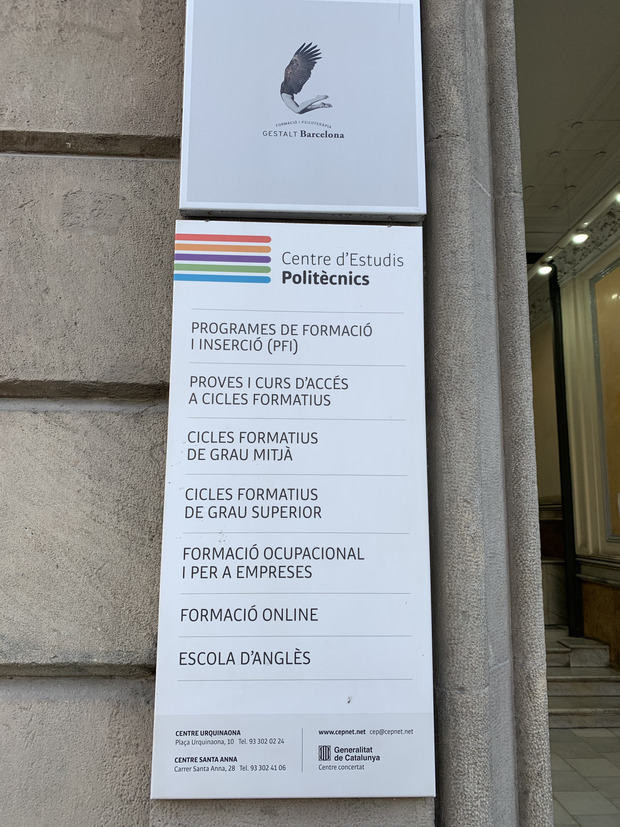 FORMACIÓ I PSICOTERÀPIA
GESTALT Barcelona
Centre d'Estudis
Politècnics
PROGRAMES DE FORMACIÓ
I INSERCIÓ (PFI)
PROVES I CURS D'ACCÉS
A CICLES FORMATIUS
CICLES FORMATIUS
DE GRAU MITJÀ
CICLES FORMATIUS
DE GRAU SUPERIOR
FORMACIÓ OCUPACIONAL
I PER A EMPRESES
FORMACIÓ ONLINE
ESCOLA D'ANGLÈS
CENTRE URQUINAONA
Plaça Urquinaona, 10 Tel. 93 302 02 24
CENTRE SANTA ANNA
Carrer Santa Anna, 28 Tel. 93 302 41 06
www.cepnet.net cep@cepnet.net
Generalitat
de Catalunya
Centre concertat